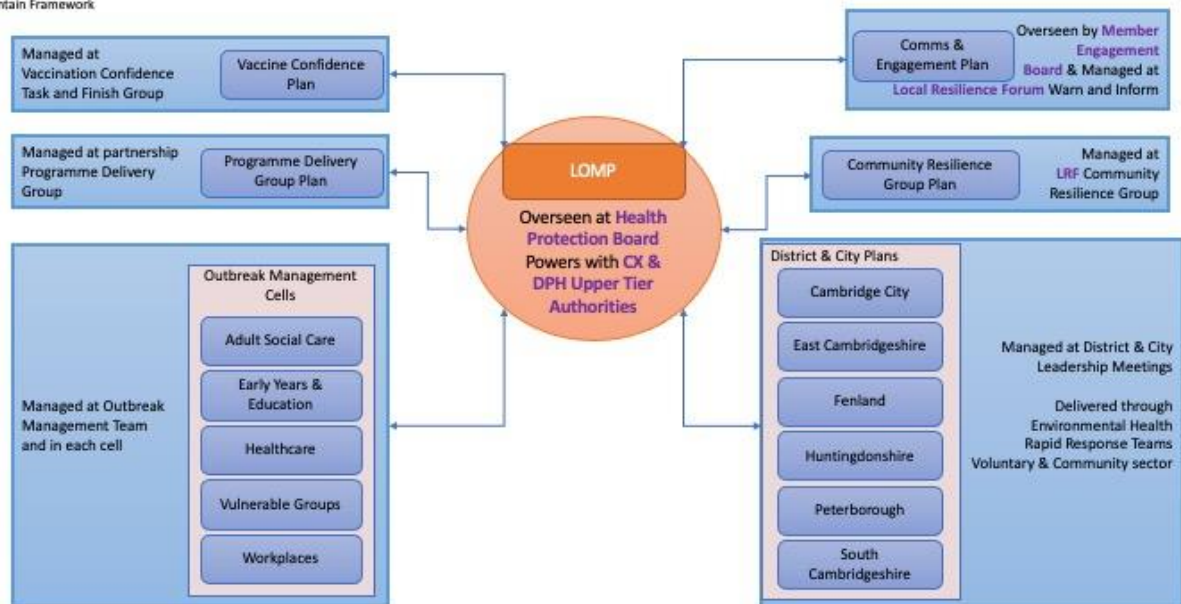 Framework
Managed at
Vaccination Confidence
Task and Finish Group
Vaccine Confidence
Plan
Managed at partnership
Programme Delivery
Group
Programme Delivery
Group Plan
Managed at Outbreak
Management Team
and in each cell
Outbreak Management
Cells
Adult Social Care
Early Years &
Education
Healthcare
Vulnerable Groups
Workplaces
LOMP
Overseen at Health
Protection Board
Powers with CX &
DPH Upper Tier
Authorities
Comms &
Engagement Plan
Overseen by Member
Engagement
Board & Managed at
Local Resilience Forum Warn and Inform
Community Resilience
Group Plan
Managed at
LRF Community
Resilience Group
District & City Plans
Cambridge City
East Cambridgeshire
Fenland
Huntingdonshire
Peterborough
South
Cambridgeshire
Managed at District & City
Leadership Meetings
Delivered through
Environmental Health
Rapid Response Teams
Voluntary & Community sector